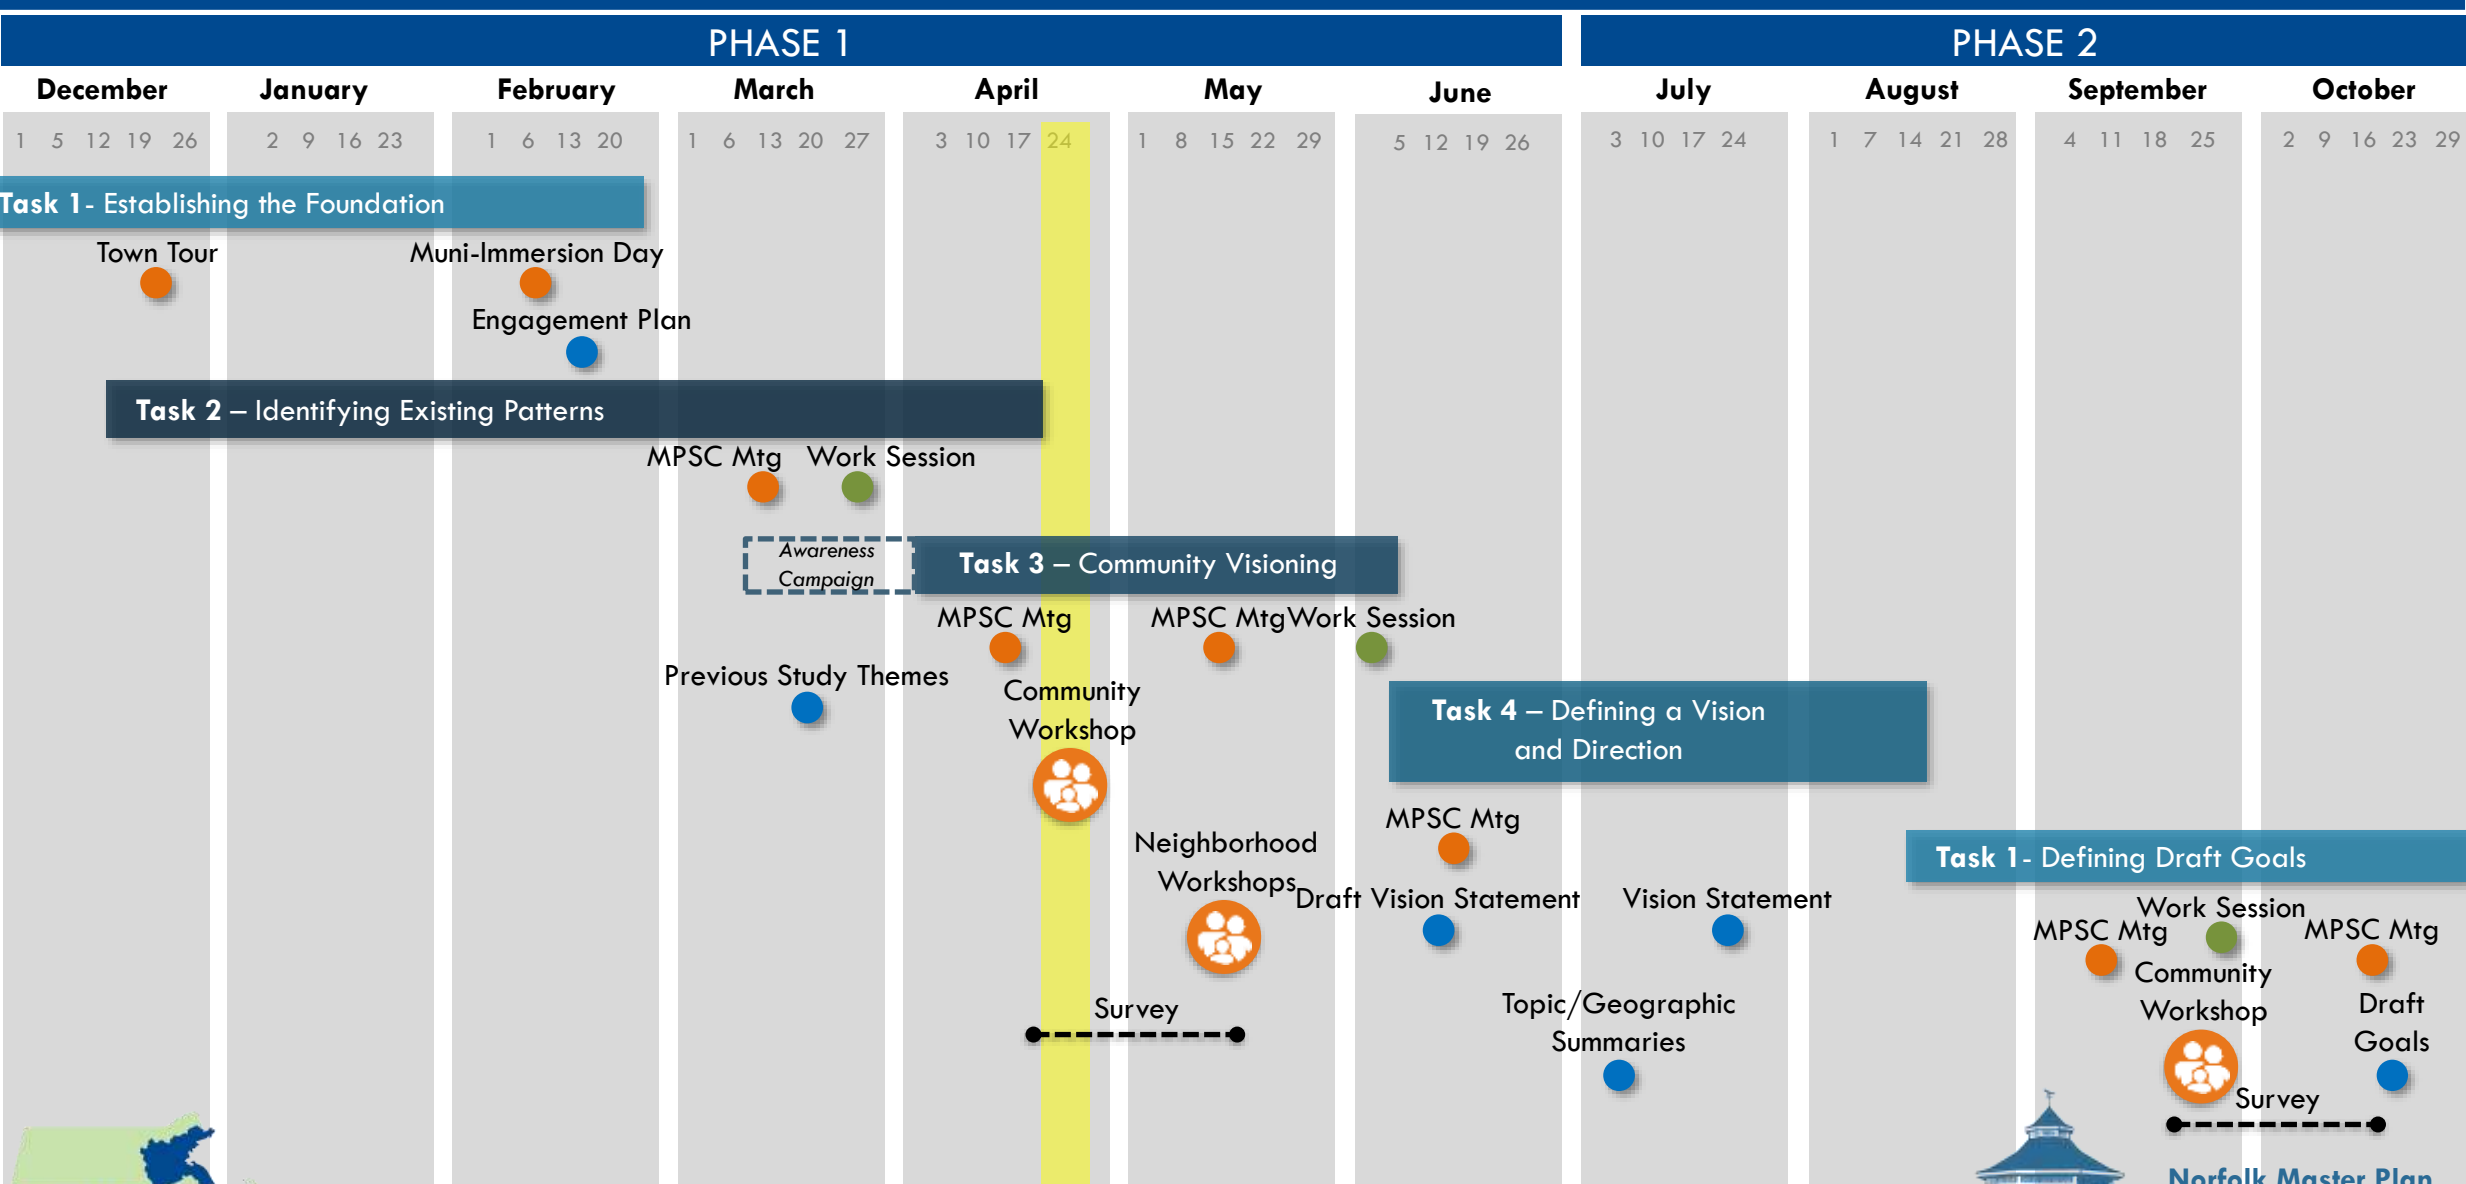 PHASE 1
PHASE 2
December January February March April May June July August September October
1 5 12 19 26 2 9 16 23 1 6 13 20 1 6 13 20 27 3 10 17 24 1 8 15 22 29 5 12 19 26 3 10 17 24 1 7 14 21 28 4 11 18 25 2 9 16 23 29
Task 1- Establishing the Foundation
Town Tour
Muni-Immersion Day
Engagement Plan
Task 2 – Identifying Existing Patterns
MPSC Mtg
Work Session
Awareness
Campaign
Task 3 – Community Visioning
MPSC Mtg
MPSC Mtg
Work Session
Previous Study Themes
Community
Workshop
Task 4 – Defining a Vision
and Direction
MPSC Mtg
Neighborhood
Workshops
Draft Vision Statement
Vision Statement
Task 1- Defining Draft Goals
Work Session
MPSC Mtg
MPSC Mtg
Community
Workshop
Survey
Topic/Geographic
Summaries
Draft
Goals
Survey
Norfolk Master Plan